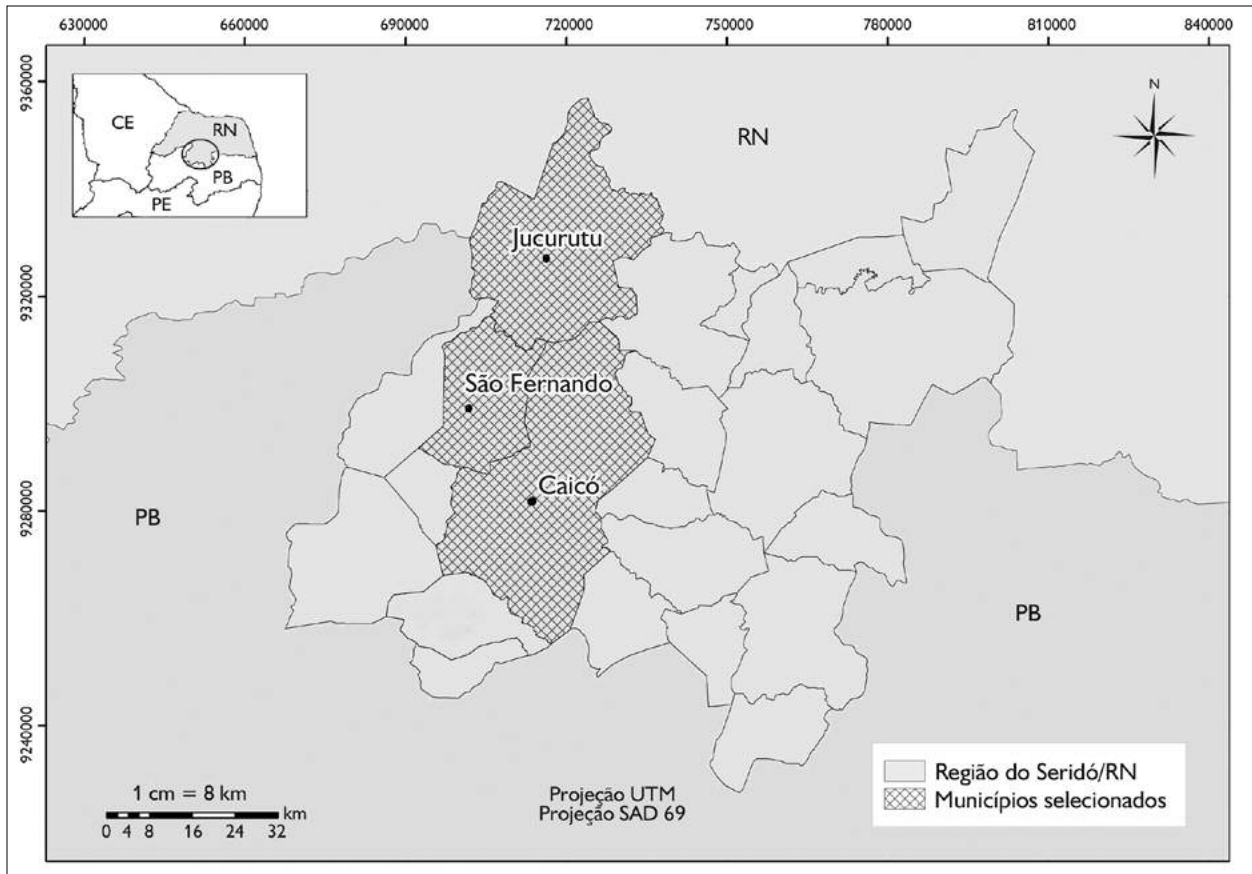 630000 660000 690000 720000 750000 780000 810000 840000
9360000
9320000
9280000
9240000
CE
RN
PB
PE
RN
N
Jucurutu
São Fernando
Caicó
PB
PB
1 cm = 8 km
km
0 4 8 16 24 32
Projeção UTM
Projeção SAD 69
Região do Seridó/RN
Municípios selecionados